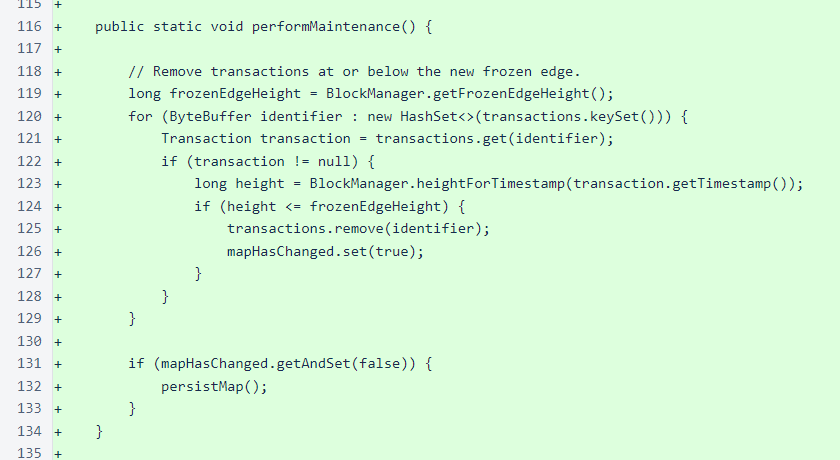 115 +
116 +    public static void performMaintenance() {
117 +
118 +        // Remove transactions at or below the new frozen edge.
119 +        long frozenEdgeHeight = BlockManager.getFrozenEdgeHeight();
120 +        for (ByteBuffer identifier : new HashSet<>(transactions.keySet())) {
121 +            Transaction transaction = transactions.get(identifier);
122 +            if (transaction != null) {
123 +                long height = BlockManager.heightForTimestamp(transaction.getTimestamp());
124 +                if (height <= frozenEdgeHeight) {
125 +                    transactions.remove(identifier);
126 +                    mapHasChanged.set(true);
127 +                }
128 +            }
129 +        }
130 +
131 +        if (mapHasChanged.getAndSet(false)) {
132 +            persistMap();
133 +        }
134 +    }
135 +